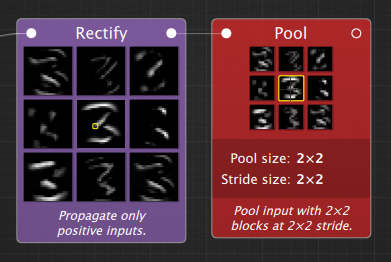 Rectify
Propagate only
positive inputs.
Pool
Pool size: 2×2
Stride size: 2×2
Pool input with 2×2
blocks at 2×2 stride.